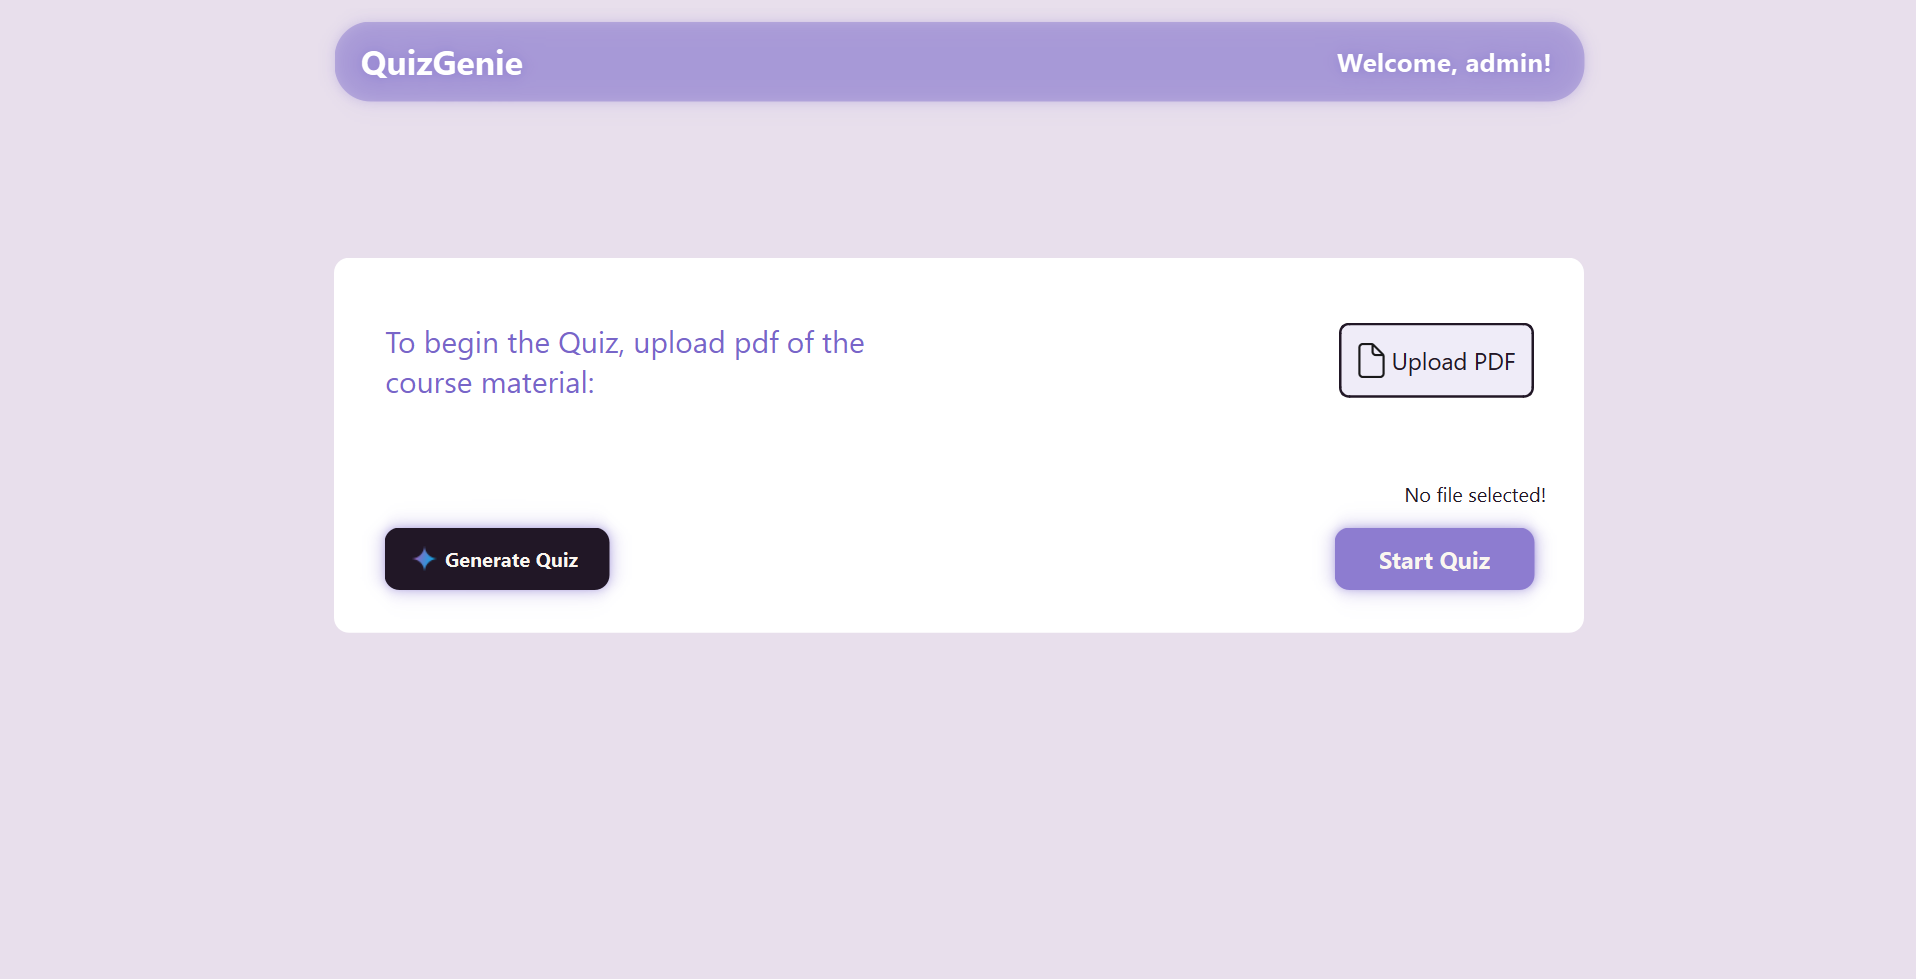 QuizGenie
Welcome, admin!
To begin the Quiz, upload pdf of the
course material:
Upload PDF
No file selected!
Generate Quiz
Start Quiz